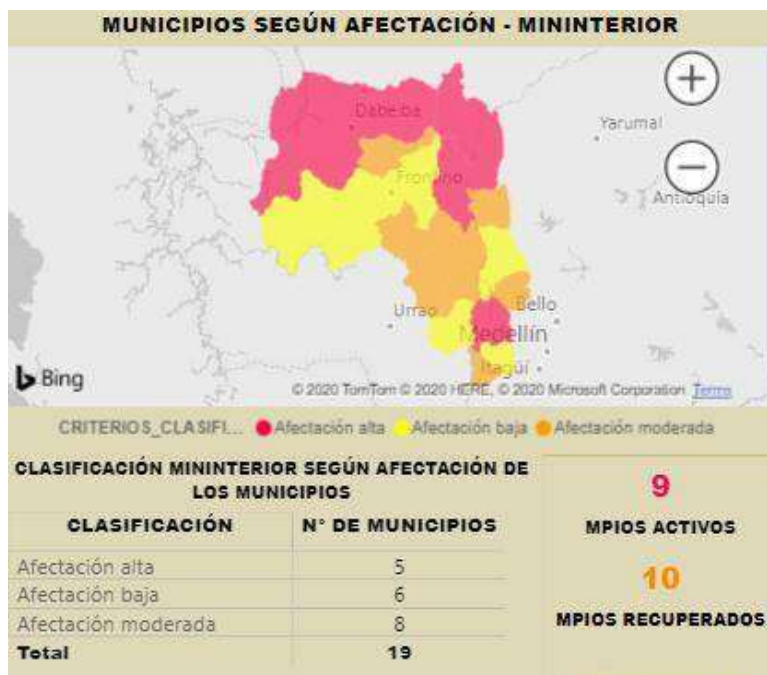 MUNICIPIOS SEGÚN AFECTACIÓN - MININTERIOR
Dabeiba
Yarumal
Frontino
Antioquia
Urrao
Bello
Medellín
Itagüí
Bing
© 2020 TomTom © 2020 HERE, © 2020 Microsoft Corporation Terms
CRITERIOS_CLASIFI... Afectación alta Afectación baja Afectación moderada
CLASIFICACIÓN MININTERIOR SEGÚN AFECTACIÓN DE
LOS MUNICIPIOS
CLASIFICACIÓN N° DE MUNICIPIOS
Afectación alta 5
Afectación baja 6
Afectación moderada 8
Total 19
9
MPIOS ACTIVOS
10
MPIOS RECUPERADOS